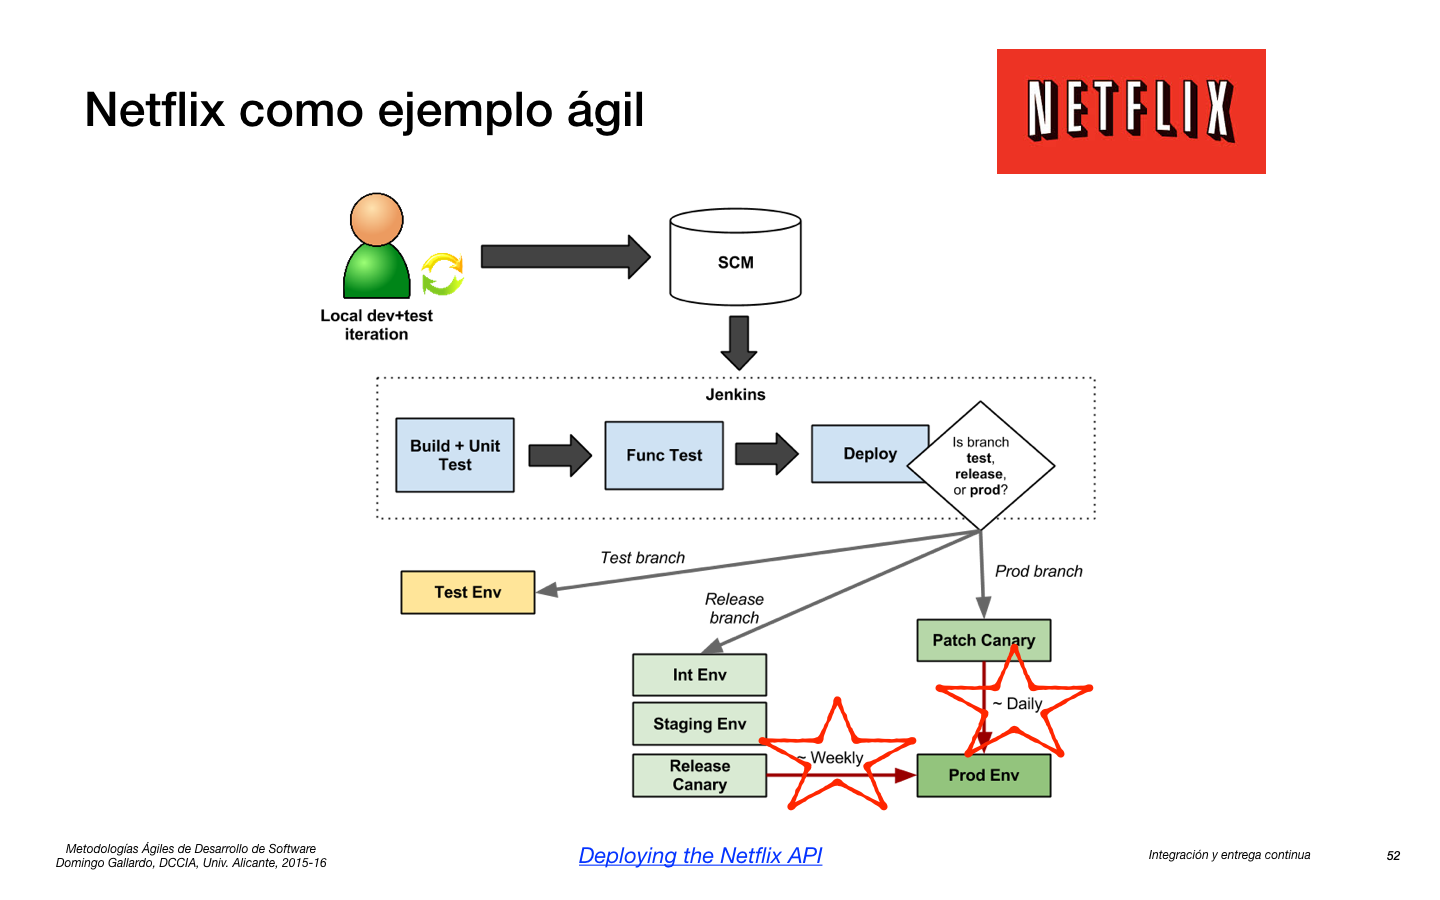 Netflix como ejemplo ágil
NETFLIX
SCM
Local dev+test
iteration
Jenkins
Build + Unit
Test
Func Test
Deploy
Is branch
test,
release,
or prod?
Test branch
Release
branch
Prod branch
Test Env
Patch Canary
Int Env
~ Daily
Staging Env
~ Weekly
Release
Canary
Prod Env
Metodologías Ágiles de Desarrollo de Software
Domingo Gallardo, DCCIA, Univ. Alicante, 2015-16
Deploying the Netflix API
Integración y entrega continua
52